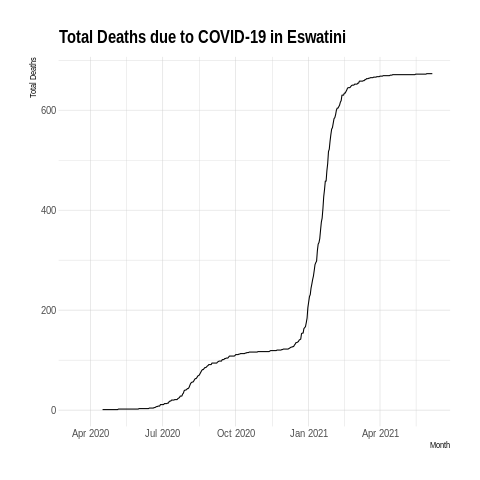 Total Deaths due to COVID-19 in Eswatini
Total Deaths
600
400
200
0
Apr 2020 Jul 2020 Oct 2020 Jan 2021 Apr 2021
Month